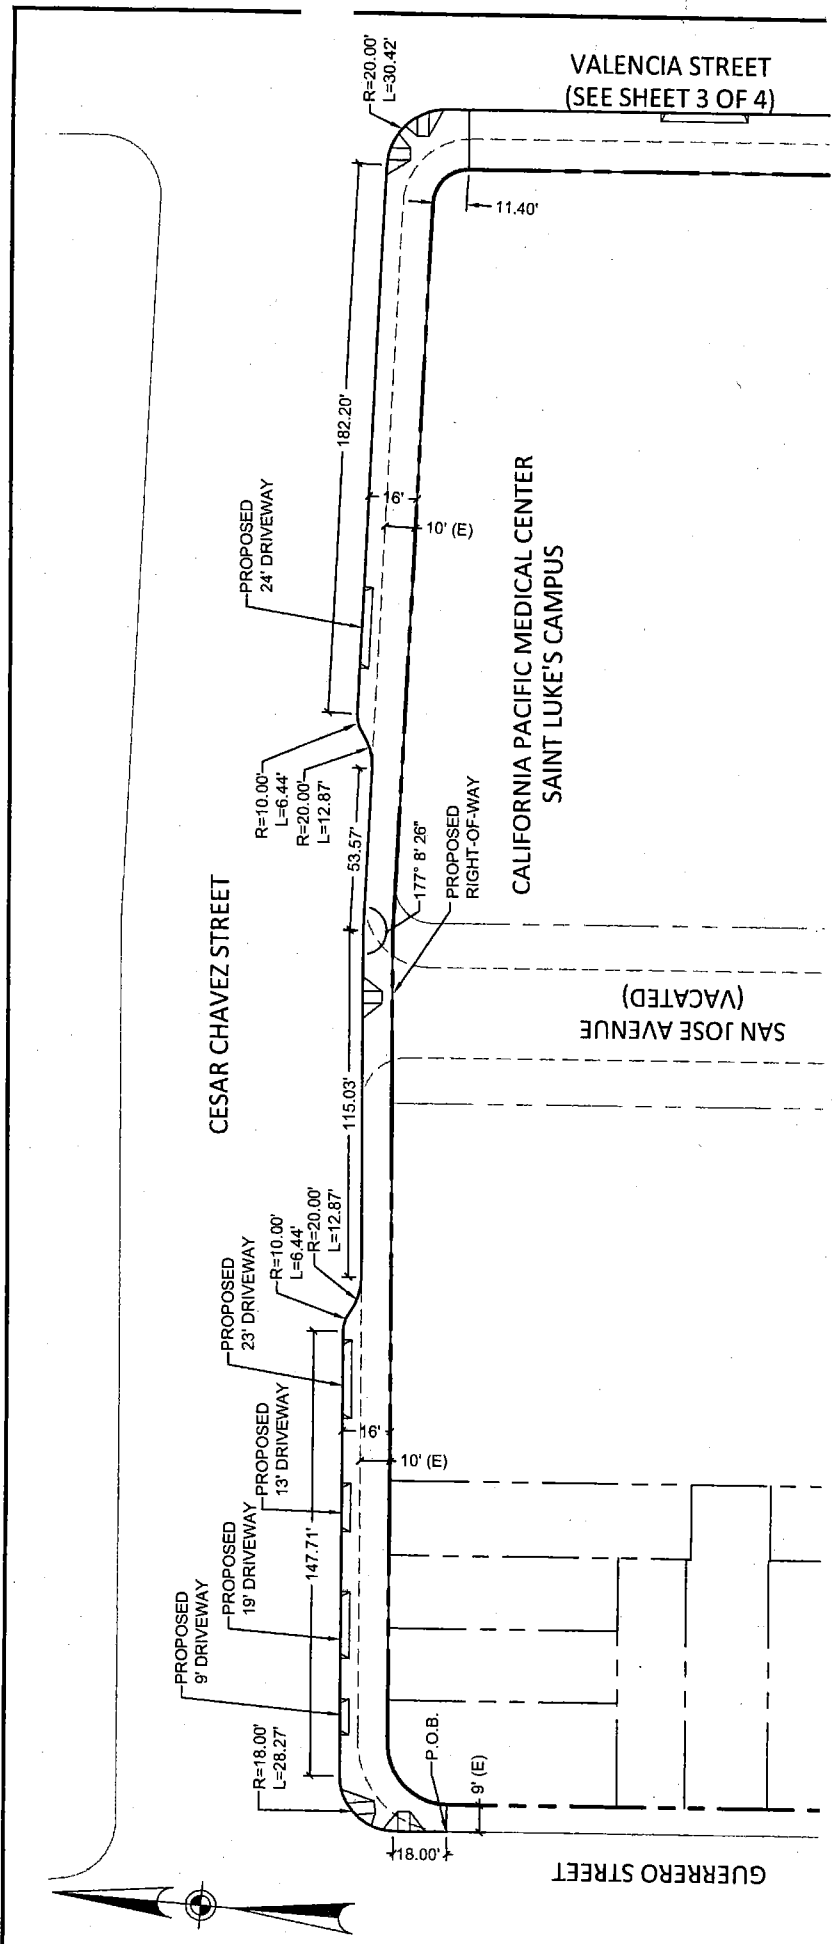 VALENCIA STREET
(SEE SHEET 3 OF 4)
R=20.00'
L=30.42'
11.40'
182.20'
16'
10' (E)
PROPOSED
24' DRIVEWAY
CALIFORNIA PACIFIC MEDICAL CENTER
SAINT LUKE'S CAMPUS
R=10.00'
L=6.44'
R=20.00'
L=12.87'
53.57'
177° 8' 26"
PROPOSED
RIGHT-OF-WAY
CESAR CHAVEZ STREET
SAN JOSE AVENUE
(VACATED)
115.03'
R=10.00'
L=6.44'
R=20.00'
L=12.87'
PROPOSED
23' DRIVEWAY
PROPOSED
13' DRIVEWAY
16'
10' (E)
147.71'
PROPOSED
19' DRIVEWAY
PROPOSED
9' DRIVEWAY
R=18.00'
L=28.27'
P.O.B.
9' (E)
18.00'
GUERRERO STREET